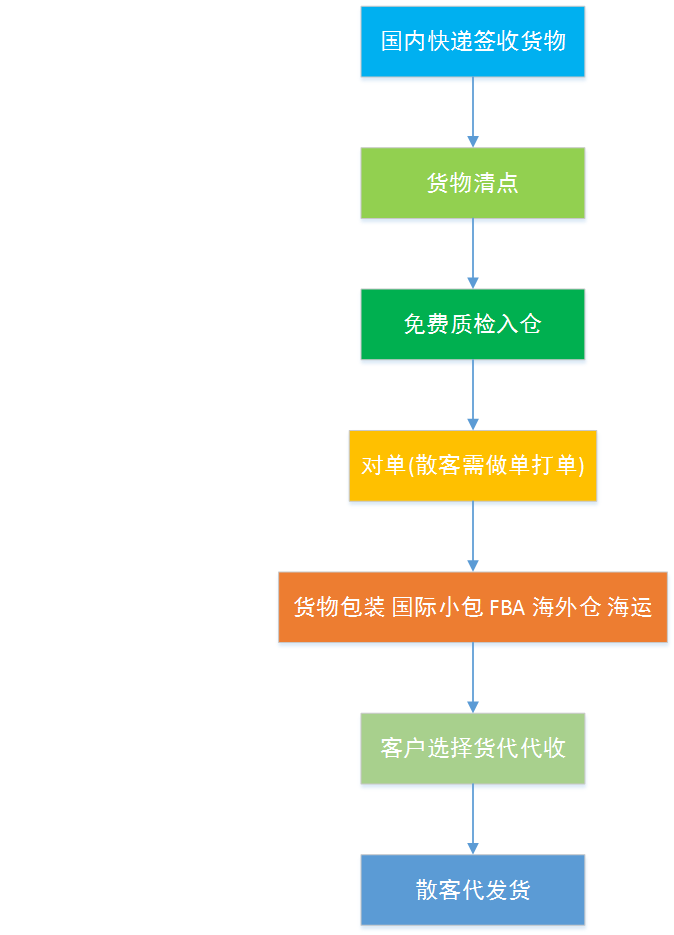 国内快递签收货物
货物清点
免费质检入仓
对单(散客需做单打单)
货物包装 国际小包 FBA 海外仓 海运
客户选择货代代收
散客代发货